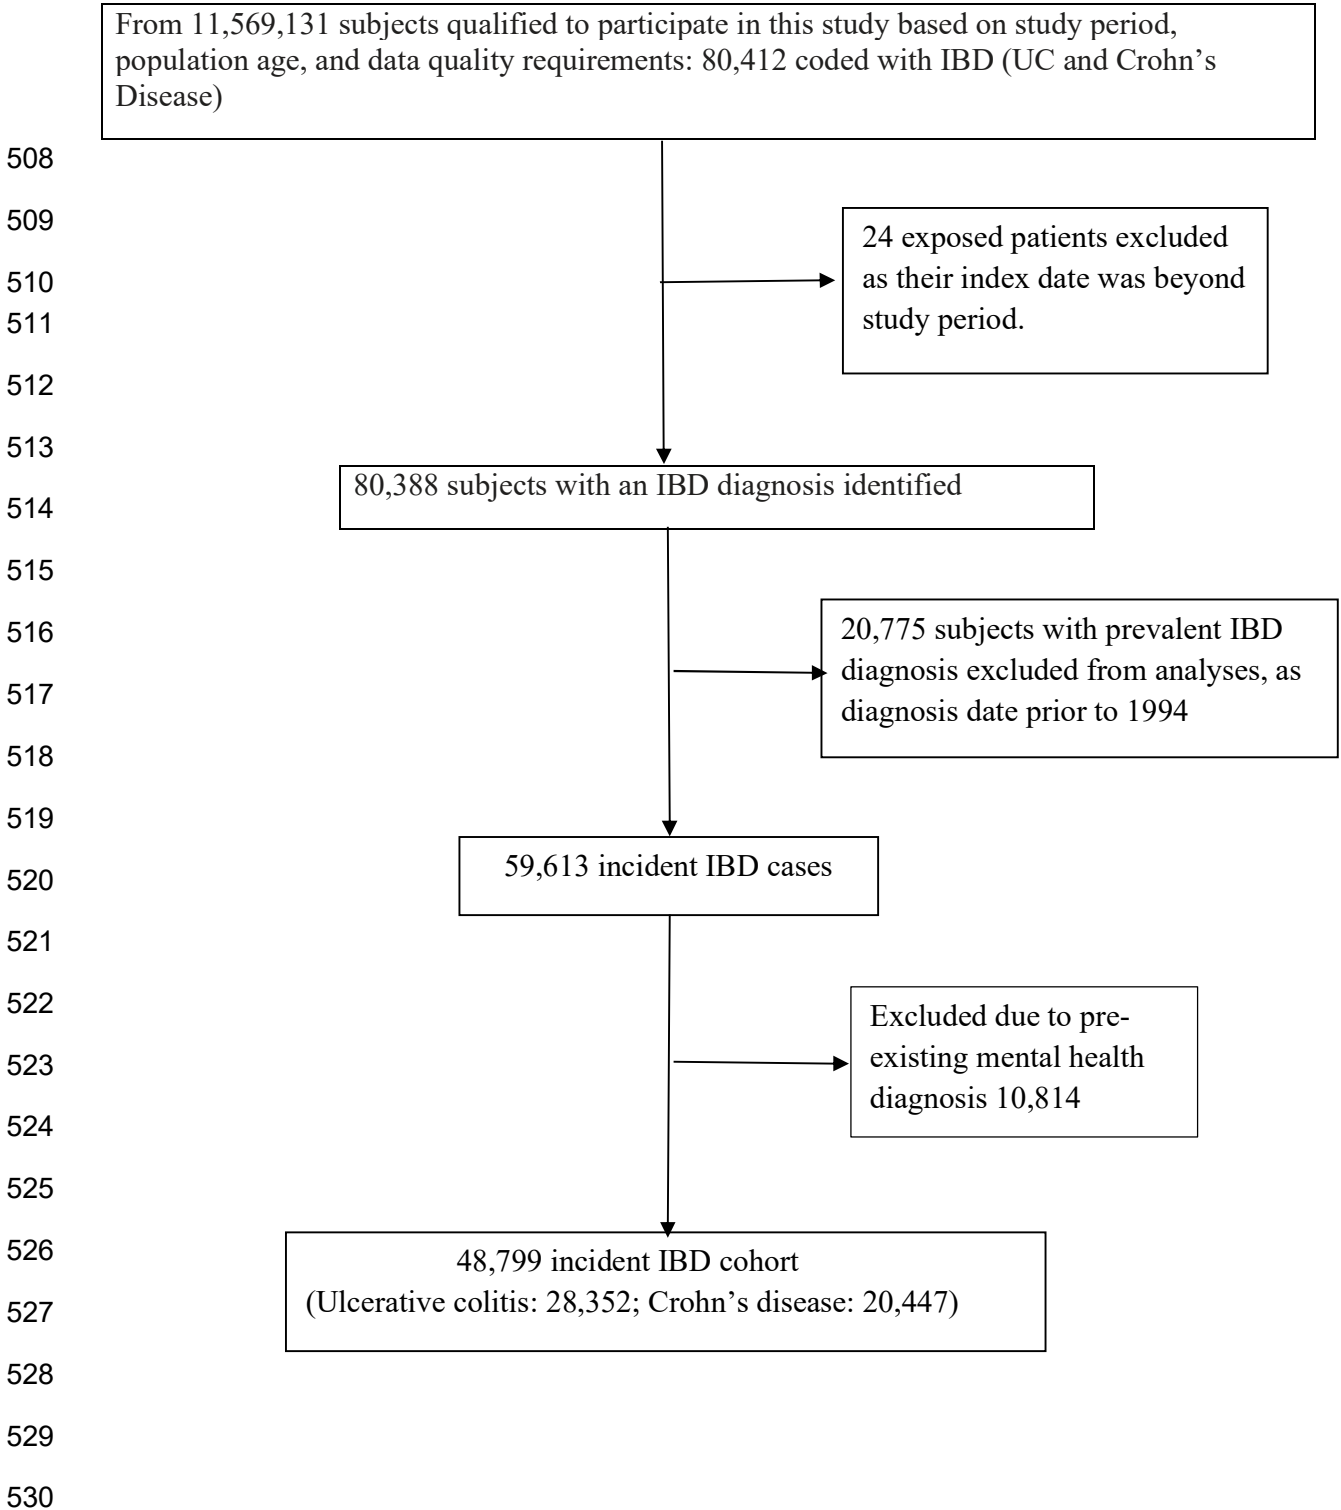 From 11,569,131 subjects qualified to participate in this study based on study period,
population age, and data quality requirements: 80,412 coded with IBD (UC and Crohn’s
Disease)
508
509
24 exposed patients excluded
as their index date was beyond
study period.
510
511
512
513
80,388 subjects with an IBD diagnosis identified
514
515
516
20,775 subjects with prevalent IBD
diagnosis excluded from analyses, as
diagnosis date prior to 1994
517
518
519
59,613 incident IBD cases
520
521
522
Excluded due to pre-
existing mental health
diagnosis 10,814
523
524
525
526
48,799 incident IBD cohort
(Ulcerative colitis: 28,352; Crohn’s disease: 20,447)
527
528
529
530